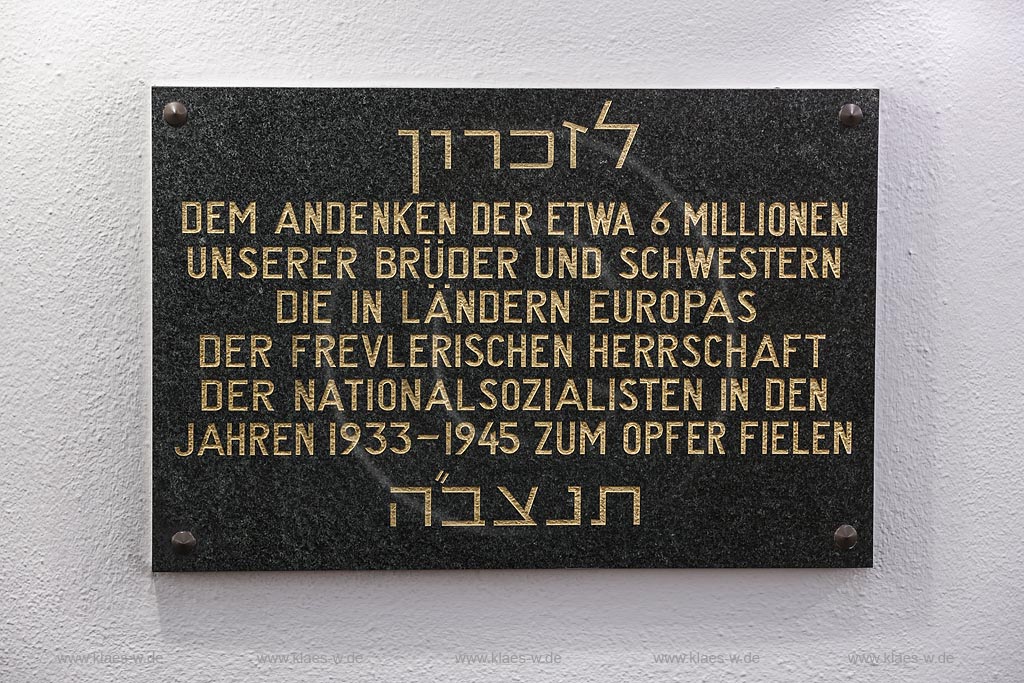 לזכרון
DEM ANDENKEN DER ETWA 6 MILLIONEN
UNSERER BRÜDER UND SCHWESTERN
DIE IN LÄNDERN EUROPAS
DER FREVLERISCHEN HERRSCHAFT
DER NATIONALSOZIALISTEN IN DEN
JAHREN 1933-1945 ZUM OPFER FIELEN
תנצב"ה
www.klaes-w.de www.klaes-w.de www.klaes-w.de www.klaes-w.de www.klaes-w.de